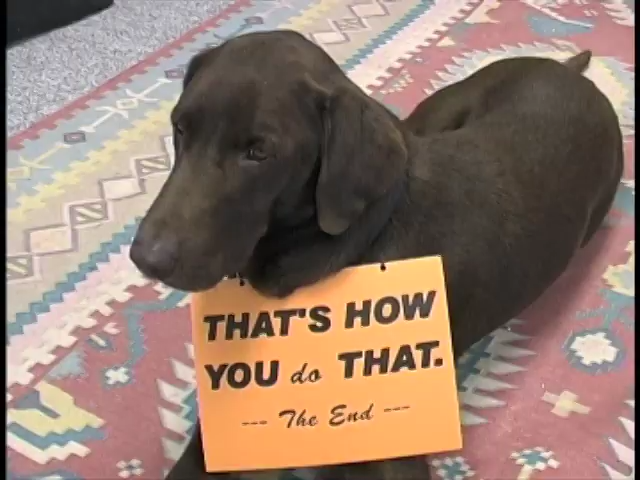 THAT'S HOW
YOU do THAT.
--- The End ---